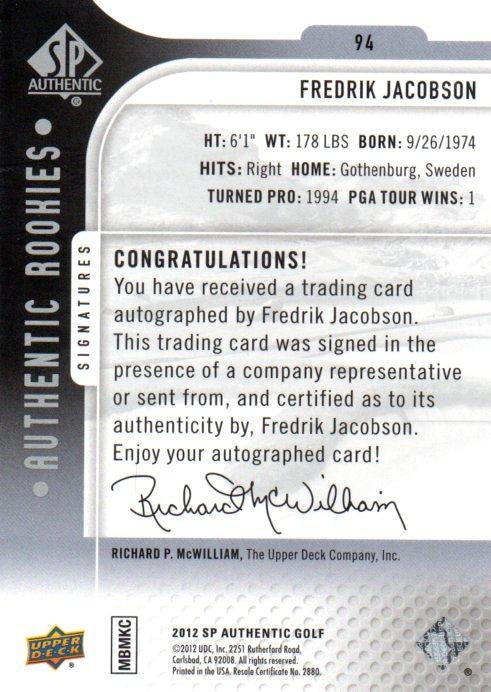 94
SP
AUTHENTIC
®
FREDRIK JACOBSON
HT: 6'1" WT: 178 LBS BORN: 9/26/1974
HITS: Right HOME: Gothenburg, Sweden
TURNED PRO: 1994 PGA TOUR WINS: 1
• AUTHENTIC ROOKIES •
SIGNATURES
CONGRATULATIONS!
You have received a trading card
autographed by Fredrik Jacobson.
This trading card was signed in the
presence of a company representative
or sent from, and certified as to its
authenticity by, Fredrik Jacobson.
Enjoy your autographed card!
Richard McWilliam
RICHARD P. McWILLIAM, The Upper Deck Company, Inc.
UPPER
DECK
®
MBMKC
2012 SP AUTHENTIC GOLF
©2012 UDC, Inc. 2251 Rutherford Road,
Carlsbad, CA 92008. All rights reserved.
Printed in the USA. Resale Certificate No. 2880.
®